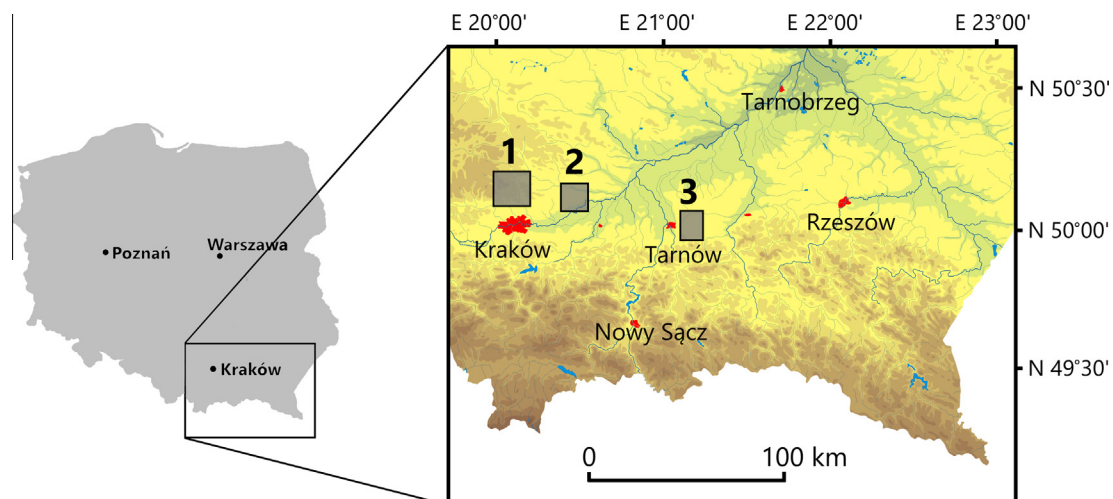 E 20°00'
E 21°00'
E 22°00'
E 23°00'
Poznań
Warszawa
Kraków
Tarnobrzeg
N 50°30'
1
2
3
Rzeszów
N 50°00'
Kraków
Tarnów
Nowy Sącz
N 49°30'
0
100 km